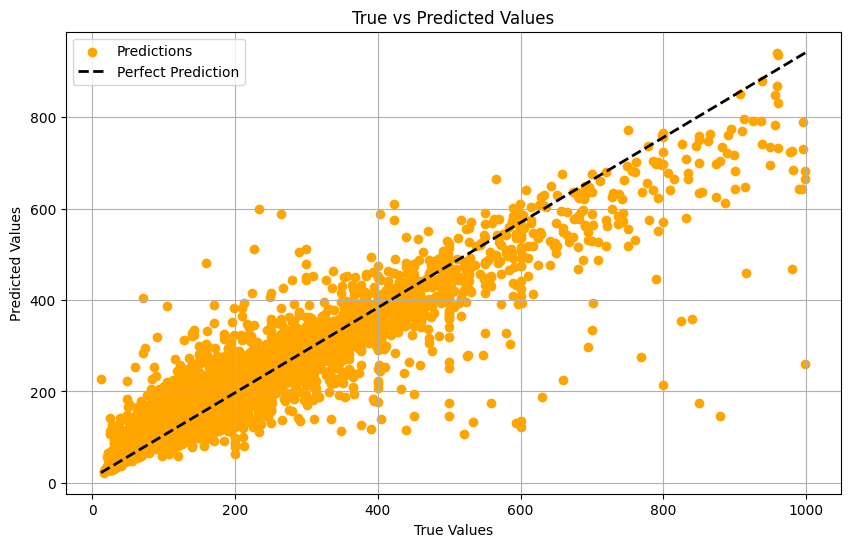 True vs Predicted Values
Predictions
Perfect Prediction
Predicted Values
800
600
400
200
0
0 200 400 600 800 1000
True Values